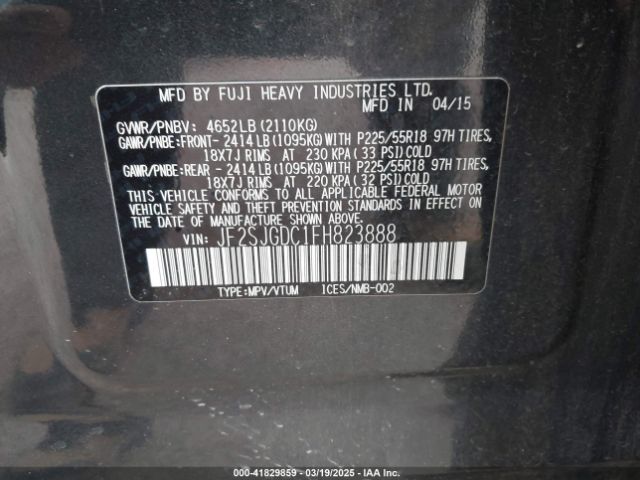 MFD BY FUJI HEAVY INDUSTRIES LTD.
MFD IN 04/15
GVWR/PNBV: 4652LB(2110KG)
GAWR/PNBE:FRONT-2414LB(1095KG)WITH P225/55R18 97H TIRES,
18X7J RIMS AT 230 KPA(33 PSI)COLD
GAWR/PNBE:REAR -2414LB(1095KG)WITH P225/55R18 97H TIRES,
18X7J RIMS AT 220 KPA(32 PSI)COLD
THIS VEHICLE CONFORMS TO ALL APPLICABLE FEDERAL MOTOR
VEHICLE SAFETY AND THEFT PREVENTION STANDARDS IN EFFECT ON
THE DATE OF MANUFACTURE SHOWN ABOVE.
VIN: JF2SJGDC1FH823888
TYPE:MPV/VTUM ICES/NMB-002
000-41829859 - 03/19/2025 - IAA Inc.